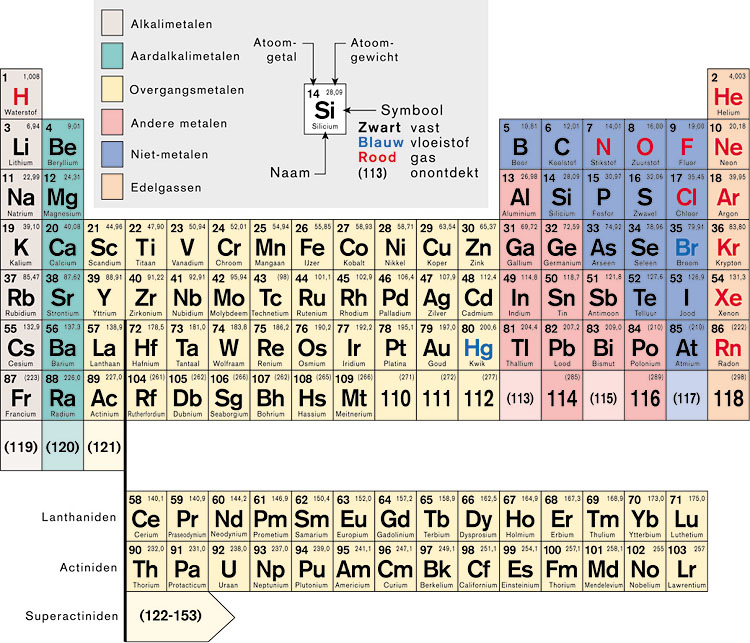 Alkalimetalen
Aardalkalimetalen
Overgangsmetalen
Andere metalen
Niet-metalen
Edelgassen
Atoom-getal
Atoom-gewicht
14 28,09
Si
Silicium
Symbool
Naam
Zwart vast
Blauw vloeistof
Rood gas
(113) onontdekt
1 1,008 2 4,003
H He
Waterstof Helium
3 6,94 4 9,01 5 10,81 6 12,01 7 14,01 8 16,00 9 19,00 10 20,18
Li Be B C N O F Ne
Lithium Beryllium Boor Koolstof Stikstof Zuurstof Fluor Neon
11 22,99 12 24,31 13 26,98 14 28,09 15 30,97 16 32,06 17 35,45 18 39,95
Na Mg Al Si P S Cl Ar
Natrium Magnesium Aluminium Silicium Fosfor Zwavel Chloor Argon
19 39,10 20 40,08 21 44,96 22 47,90 23 50,94 24 52,00 25 54,94 26 55,85 27 58,93 28 58,71 29 63,54 30 65,37 31 69,72 32 72,59 33 74,92 34 78,96 35 79,91 36 83,80
K Ca Sc Ti V Cr Mn Fe Co Ni Cu Zn Ga Ge As Se Br Kr
Kalium Calcium Scandium Titaan Vanadium Chroom Mangaan IJzer Kobalt Nikkel Koper Zink Gallium Germanium Arseen Seleen Broom Krypton
37 85,47 38 87,62 39 88,91 40 91,22 41 92,91 42 95,94 43 (98) 44 101,1 45 102,9 46 106,4 47 107,9 48 112,4 49 114,8 50 118,7 51 121,8 52 127,6 53 126,9 54 131,3
Rb Sr Y Zr Nb Mo Tc Ru Rh Pd Ag Cd In Sn Sb Te I Xe
Rubidium Strontium Yttrium Zirkonium Niobium Molybdeem Technetium Rutenium Rhodium Palladium Zilver Cadmium Indium Tin Antimoon Telluur Jood Xenon
55 132,9 56 137,3 57 138,9 72 178,5 73 181,0 74 183,8 75 186,2 76 190,2 77 192,2 78 195,1 79 197,0 80 200,6 81 204,4 82 207,2 83 209,0 84 (210) 85 (210) 86 (222)
Cs Ba La Hf Ta W Re Os Ir Pt Au Hg Tl Pb Bi Po At Rn
Cesium Barium Lanthaan Hafnium Tantaal Wolfraam Renium Osmium Iridium Platina Goud Kwik Thallium Lood Bismut Polonium Radon
87 (223) 88 226,0 89 227,0 104 (261) 105 (262) 106 (266) 107 (262) 108 (265) 109 (266) (271) (272) (277) (285) (289) (298)
Fr Ra Ac Rf Db Sg Bh Hs Mt 110 111 112 (113) 114 (115) 116 (117) 118
Francium Radium Actinium Rutherfordium Dubnium Seaborgium Bohrium Hassium Meitnerium
(119) (120) (121)
Lanthaniden
58 140,1 59 140,9 60 144,2 61 146,9 62 150,4 63 152,0 64 157,2 65 158,9 66 162,5 67 164,9 68 167,3 69 168,9 70 173,0 71 175,0
Ce Pr Nd Pm Sm Eu Gd Tb Dy Ho Er Tm Yb Lu
Cerium Praseodynium Neodynium Prometium Samarium Europium Gadolinium Terbium Dysprosium Holmium Erbium Thulium Ytterbium Luthetium
Actiniden
90 232,0 91 231,0 92 238,0 93 237,0 94 239,0 95 241,1 96 247,1 97 249,1 98 251,1 99 254,1 100 257,1 101 258,1 102 255 103 257
Th Pa U Np Pu Am Cm Bk Cf Es Fm Md No Lr
Thorium Protacticum Uraan Neptunium Plutonium Americium Curium Berkelium Californium Einsteinium Thorium Mendelevium Nobelium Lawrentium
Superactiniden
(122-153)